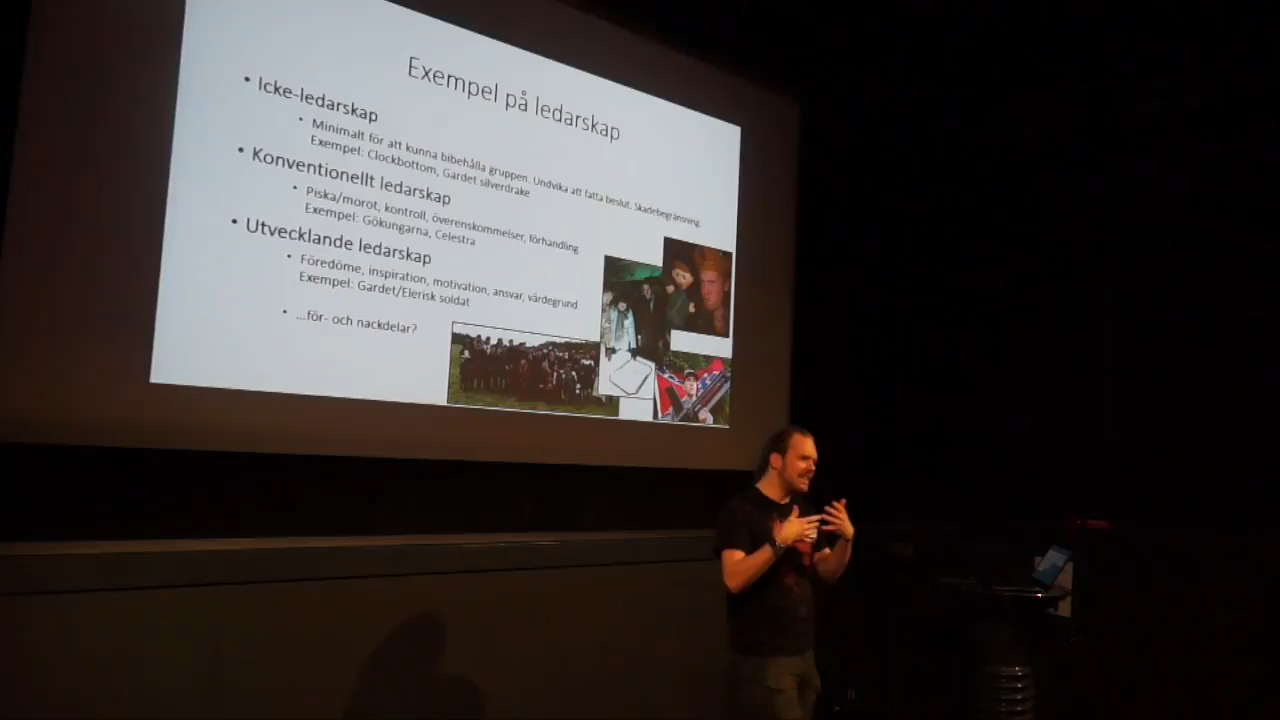 Exempel på ledarskap
• Icke-ledarskap
• Minimalt för att kunna bibehålla gruppen. Undvika att fatta beslut. Skadebegränsning.
Exempel: Clockbottom, Gardet silverdrake
• Konventionellt ledarskap
• Piska/morot, kontroll, överenskommelser, förhandling
Exempel: Gökungarna, Celestra
• Utvecklande ledarskap
• Föredöme, inspiration, motivation, ansvar, värdegrund
Exempel: Gardet/Elerisk soldat
• ...för- och nackdelar?